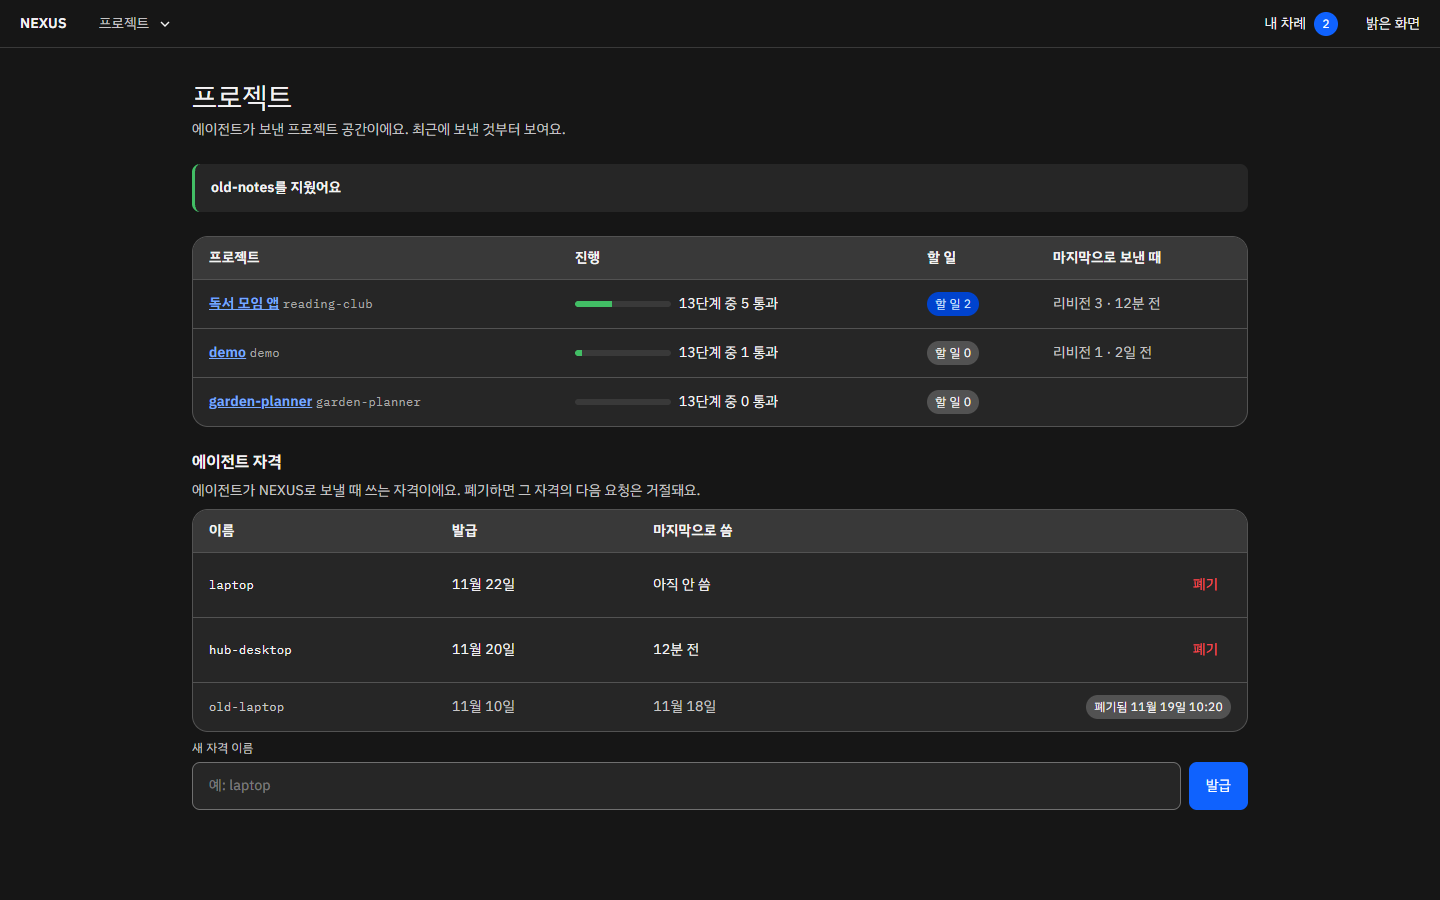 NEXUS 프로젝트 내 차례 2 밝은 화면
프로젝트
에이전트가 보낸 프로젝트 공간이에요. 최근에 보낸 것부터 보여요.
old-notes를 지웠어요
프로젝트 진행 할 일 마지막으로 보낸 때
독서 모임 앱 reading-club 13단계 중 5 통과 할 일 2 리비전 3 · 12분 전
demo demo 13단계 중 1 통과 할 일 0 리비전 1 · 2일 전
garden-planner garden-planner 13단계 중 0 통과 할 일 0
에이전트 자격
에이전트가 NEXUS로 보낼 때 쓰는 자격이에요. 폐기하면 그 자격의 다음 요청은 거절돼요.
이름 발급 마지막으로 씀
laptop 11월 22일 아직 안 씀 폐기
hub-desktop 11월 20일 12분 전 폐기
old-laptop 11월 10일 11월 18일 폐기됨 11월 19일 10:20
새 자격 이름
예: laptop 발급